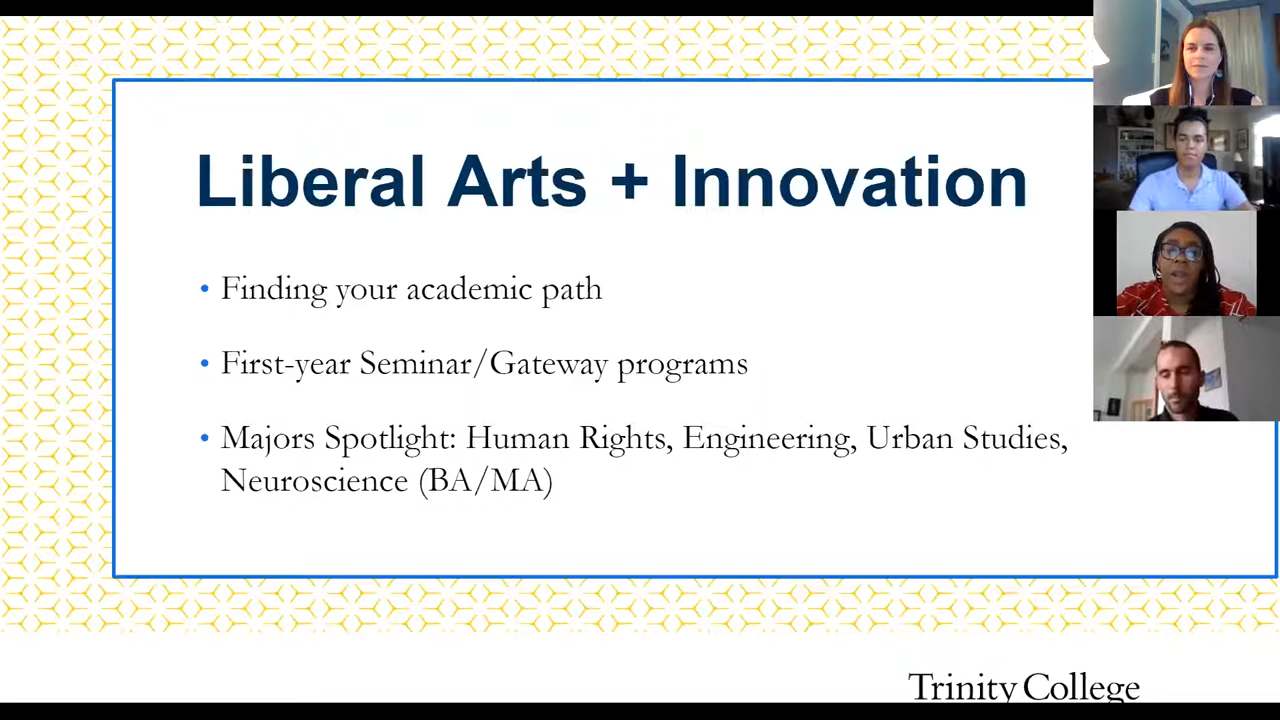 Liberal Arts + Innovation
• Finding your academic path
• First-year Seminar/Gateway programs
• Majors Spotlight: Human Rights, Engineering, Urban Studies,
Neuroscience (BA/MA)
Trinity College